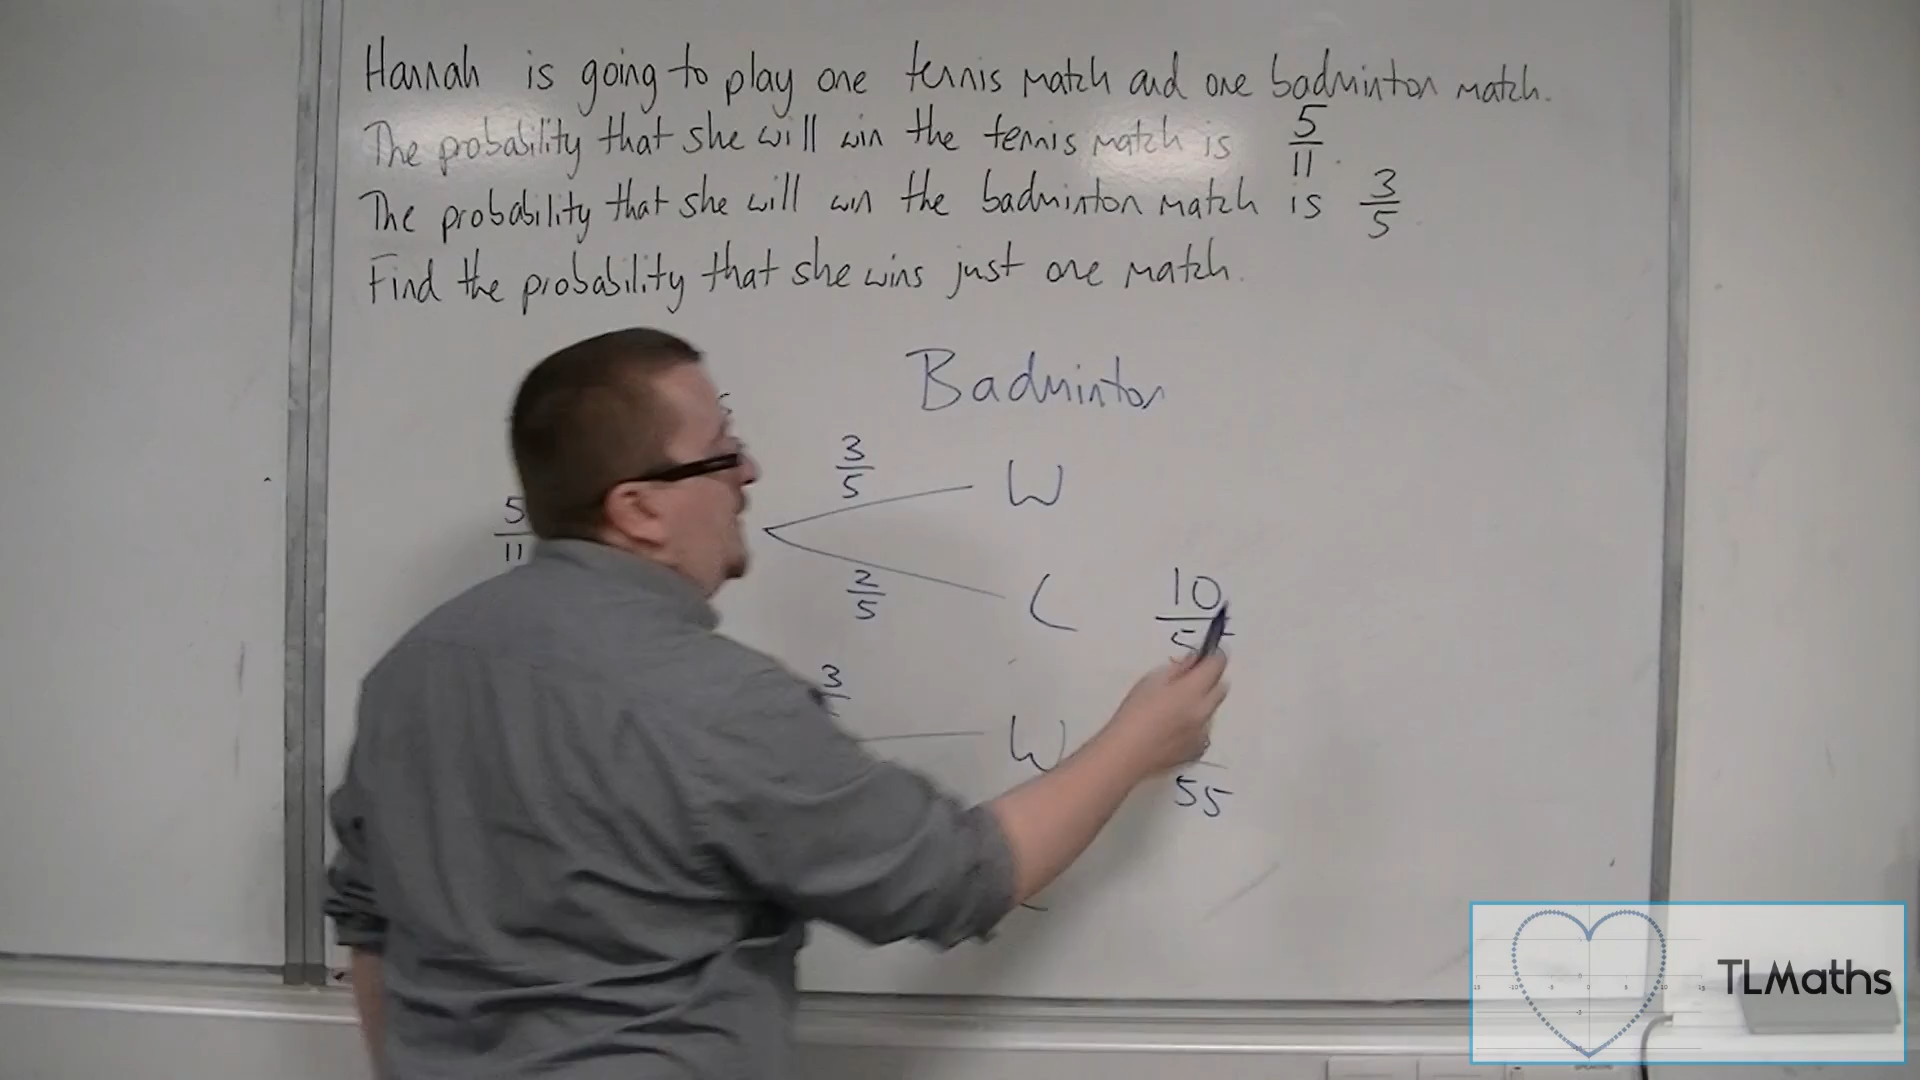 Hannah is going to play one tennis match and one badminton match.
The probability that she will win the tennis match is 5/11.
The probability that she will win the badminton match is 3/5
Find the probability that she wins just one match.
Badminton
3/5 W
5/11
2/5 L
10
3
W
55
TLMaths